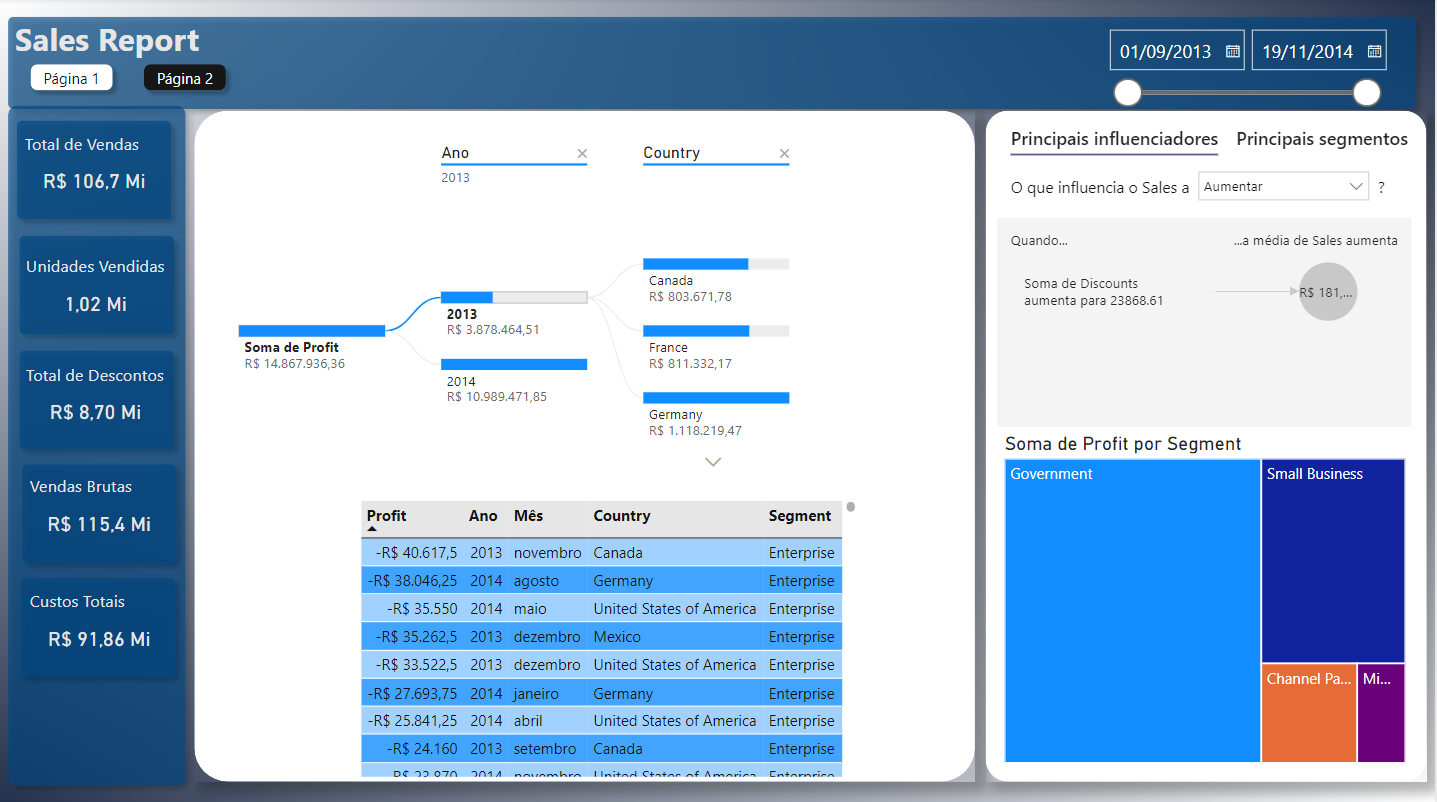 Sales Report
Página 1
Página 2
01/09/2013
19/11/2014
Total de Vendas
R$ 106,7 Mi
Unidades Vendidas
1,02 Mi
Total de Descontos
R$ 8,70 Mi
Vendas Brutas
R$ 115,4 Mi
Custos Totais
R$ 91,86 Mi
Ano
2013
Country
Soma de Profit
R$ 14.867.936,36
2013
R$ 3.878.464,51
2014
R$ 10.989.471,85
Canada
R$ 803.671,78
France
R$ 811.332,17
Germany
R$ 1.118.219,47
Profit Ano Mês Country Segment
-R$ 40.617,5 2013 novembro Canada Enterprise
-R$ 38.046,25 2014 agosto Germany Enterprise
-R$ 35.550 2014 maio United States of America Enterprise
-R$ 35.262,5 2013 dezembro Mexico Enterprise
-R$ 33.522,5 2013 dezembro United States of America Enterprise
-R$ 27.693,75 2014 janeiro Germany Enterprise
-R$ 25.841,25 2014 abril United States of America Enterprise
-R$ 24.160 2013 setembro Canada Enterprise
-R$ 23.870 2014 novembro United States of America Enterprise
Principais influenciadores
Principais segmentos
O que influencia o Sales a Aumentar ?
Quando...
...a média de Sales aumenta
Soma de Discounts
aumenta para 23868.61
R$ 181,...
Soma de Profit por Segment
Government
Small Business
Channel Pa...
Mi...